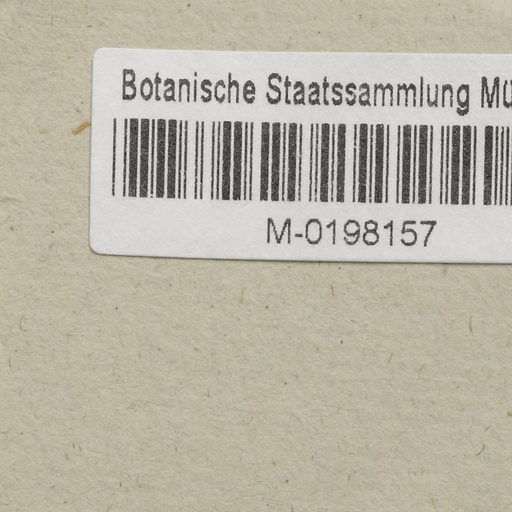 Botanische Staatssammlung Mü
M-0198157